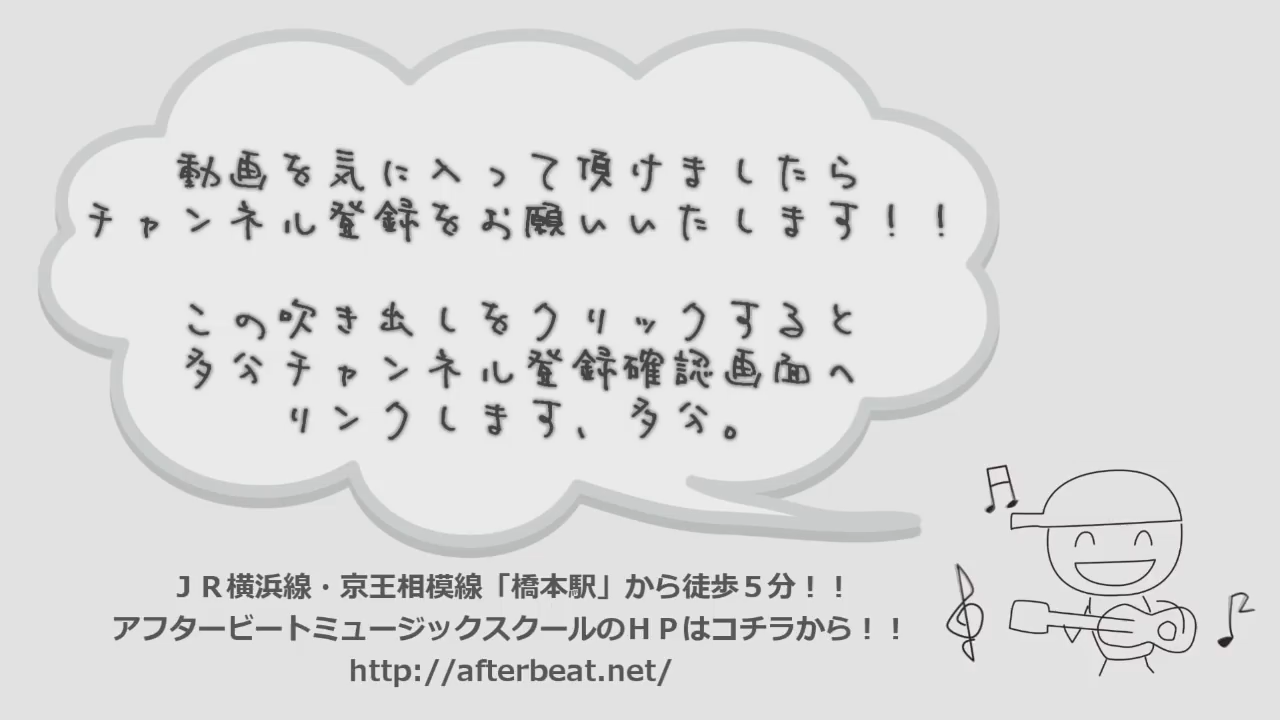 動画を気に入って頂けましたら
チャンネル登録をお願いいたします！！
この吹き出しをクリックすると
多分チャンネル登録確認画面へ
リンクします、多分。
ＪＲ横浜線・京王相模線「橋本駅」から徒歩５分！！
アフタービートミュージックスクールのＨＰはコチラから！！
http://afterbeat.net/